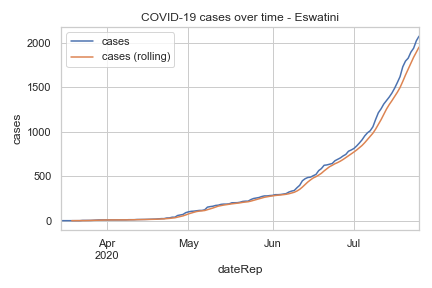 COVID-19 cases over time - Eswatini
cases
cases (rolling)
cases
2000
1500
1000
500
0
Apr
2020
May
Jun
Jul
dateRep